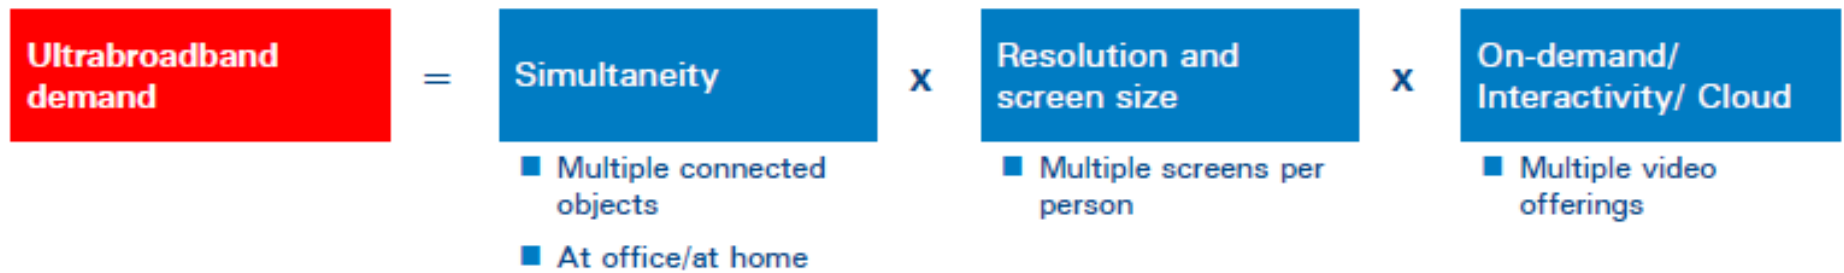 Ultrabroadband
demand
=
Simultaneity
x
Resolution and
screen size
x
On-demand/
Interactivity/ Cloud
■ Multiple connected
objects
■ At office/at home
■ Multiple screens per
person
■ Multiple video
offerings